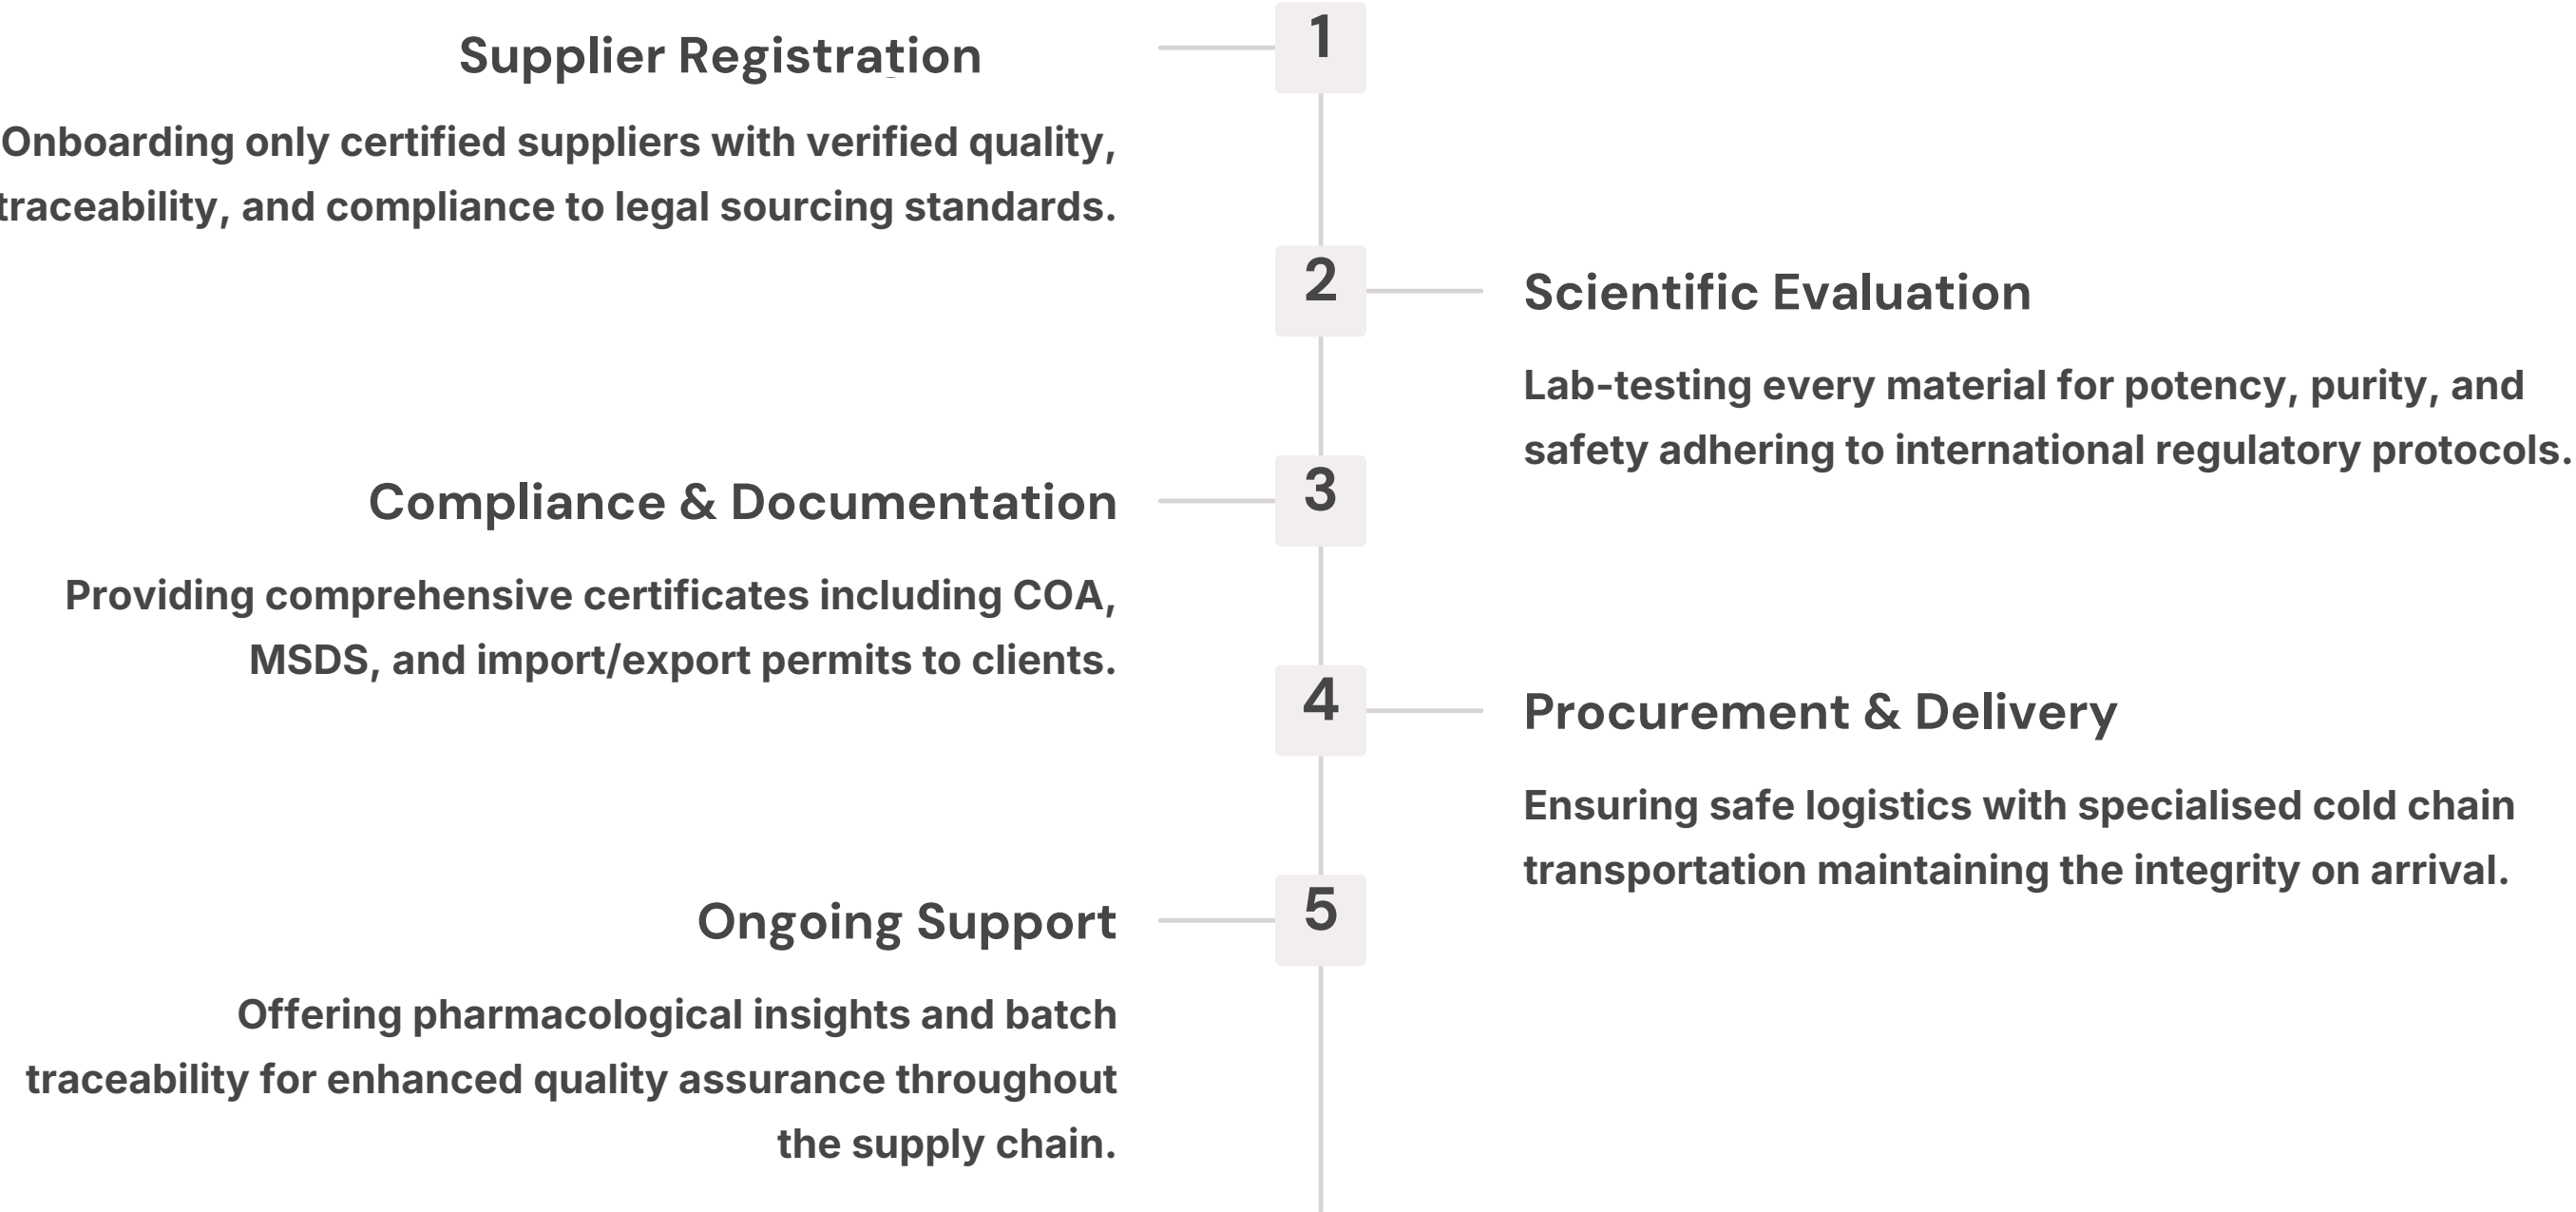 1
Supplier Registration
Onboarding only certified suppliers with verified quality,
traceability, and compliance to legal sourcing standards.
2
Scientific Evaluation
Lab-testing every material for potency, purity, and
safety adhering to international regulatory protocols.
3
Compliance & Documentation
Providing comprehensive certificates including COA,
MSDS, and import/export permits to clients.
4
Procurement & Delivery
Ensuring safe logistics with specialised cold chain
transportation maintaining the integrity on arrival.
5
Ongoing Support
Offering pharmacological insights and batch
traceability for enhanced quality assurance throughout
the supply chain.